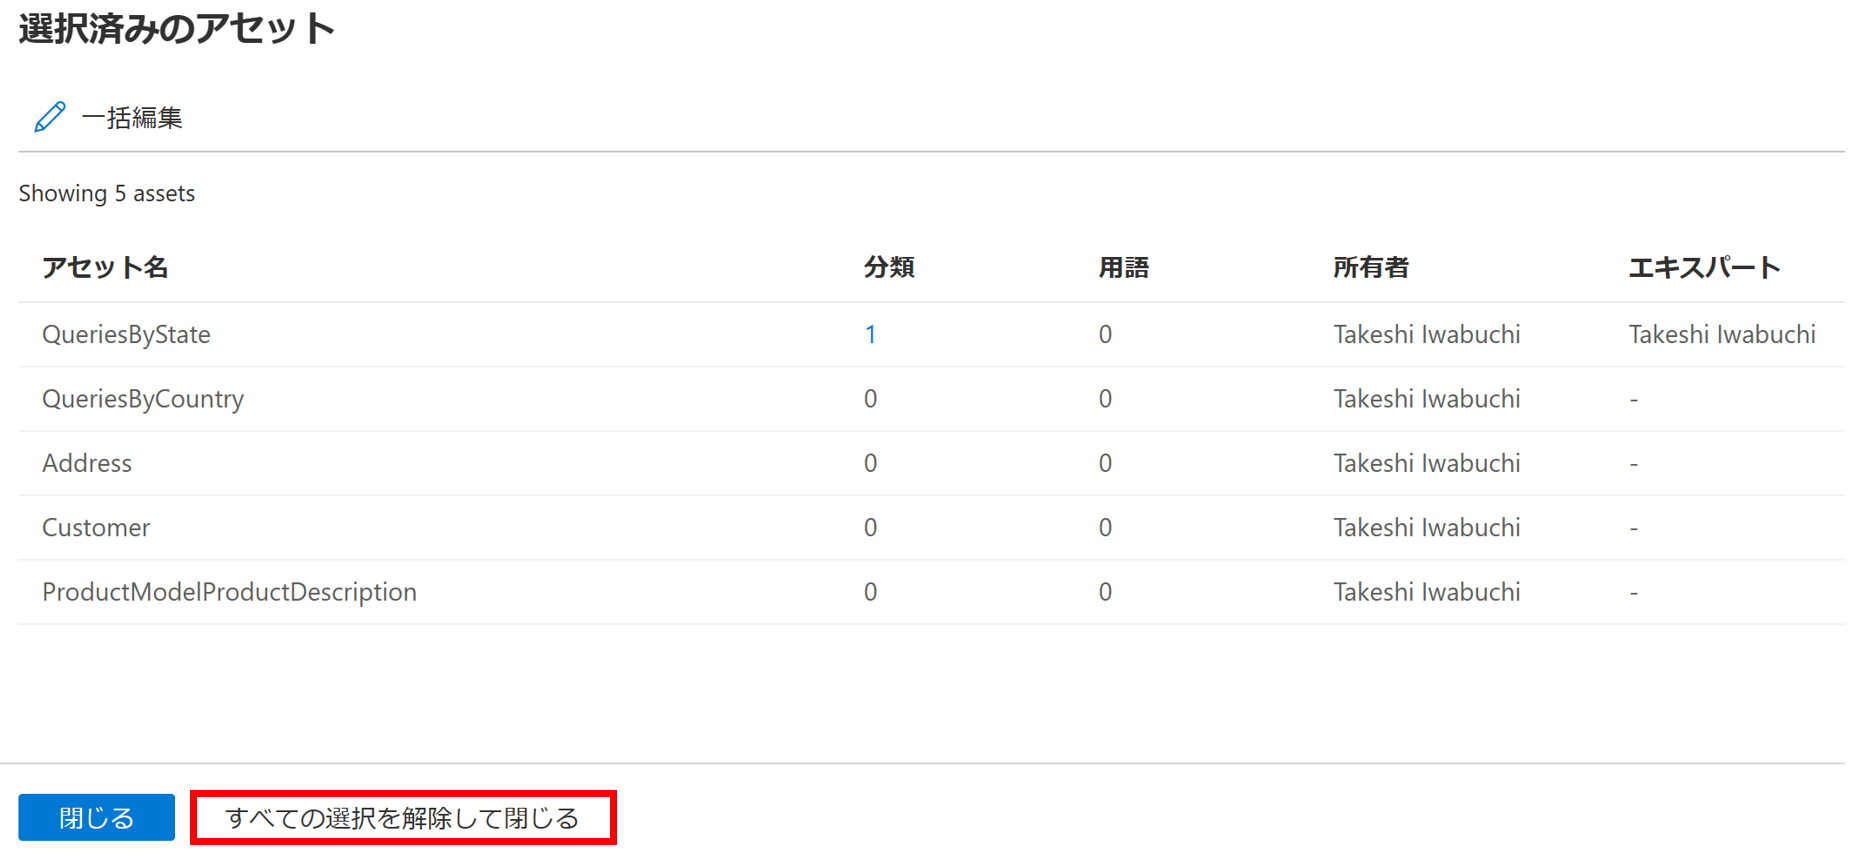 選択済みのアセット
一括編集
Showing 5 assets
アセット名 分類 用語 所有者 エキスパート
QueriesByState 1 0 Takeshi Iwabuchi Takeshi Iwabuchi
QueriesByCountry 0 0 Takeshi Iwabuchi -
Address 0 0 Takeshi Iwabuchi -
Customer 0 0 Takeshi Iwabuchi -
ProductModelProductDescription 0 0 Takeshi Iwabuchi -
閉じる すべての選択を解除して閉じる